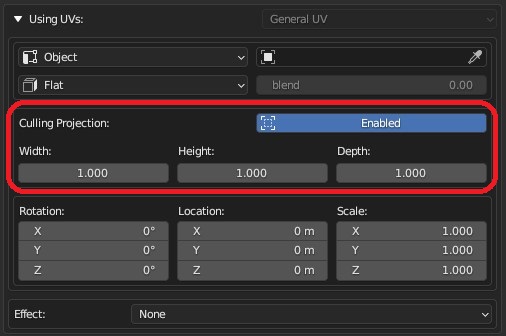 Using UVs: General UV
Object
Flat blend 0.00
Culling Projection: Enabled
Width: Height: Depth:
1.000 1.000 1.000
Rotation: Location: Scale:
X 0° X 0 m X 1.000
Y 0° Y 0 m Y 1.000
Z 0° Z 0 m Z 1.000
Effect: None